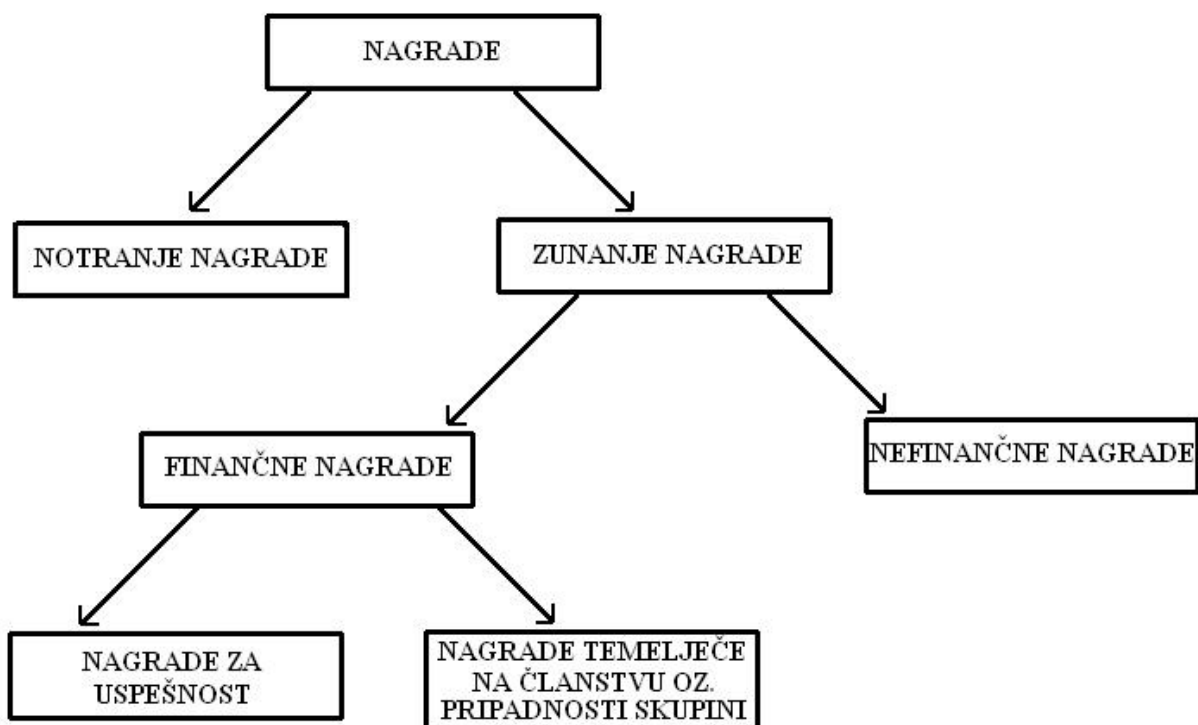 NAGRADE
NOTRANJE NAGRADE
ZUNANJE NAGRADE
FINANČNE NAGRADE
NEFINANČNE NAGRADE
NAGRADE ZA
USPEŠNOST
NAGRADE TEMELJEČE
NA ČLANSTVU OZ.
PRIPADNOSTI SKUPINI